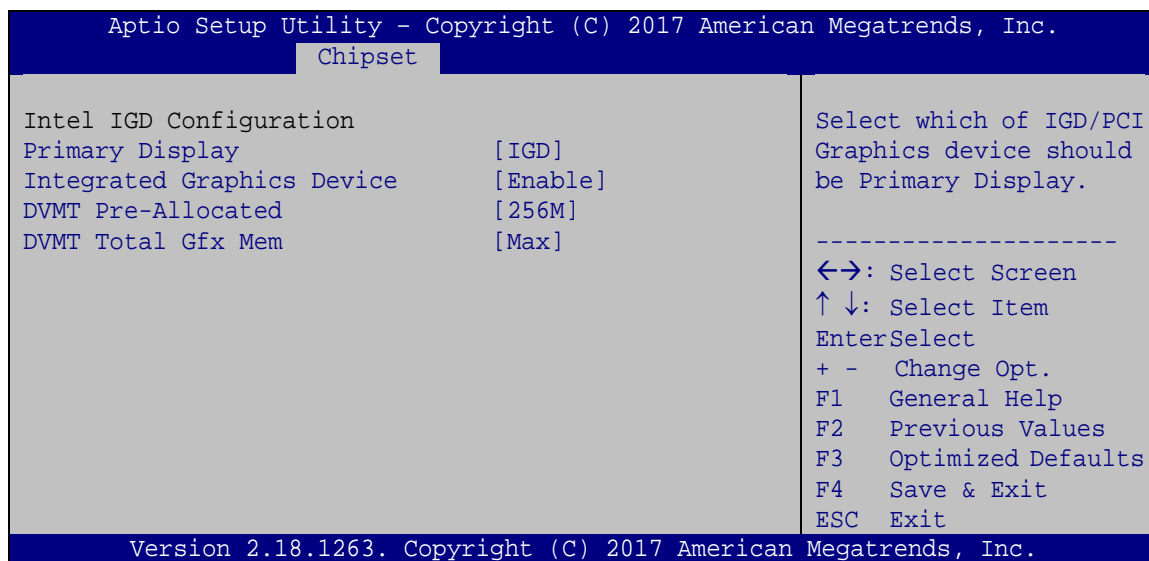 Aptio Setup Utility – Copyright (C) 2017 American Megatrends, Inc.
Chipset
Intel IGD Configuration
Primary Display [IGD]
Integrated Graphics Device [Enable]
DVMT Pre-Allocated [256M]
DVMT Total Gfx Mem [Max]
Select which of IGD/PCI
Graphics device should
be Primary Display.
---------------------
←→: Select Screen
↑ ↓: Select Item
EnterSelect
+ - Change Opt.
F1 General Help
F2 Previous Values
F3 Optimized Defaults
F4 Save & Exit
ESC Exit
Version 2.18.1263. Copyright (C) 2017 American Megatrends, Inc.